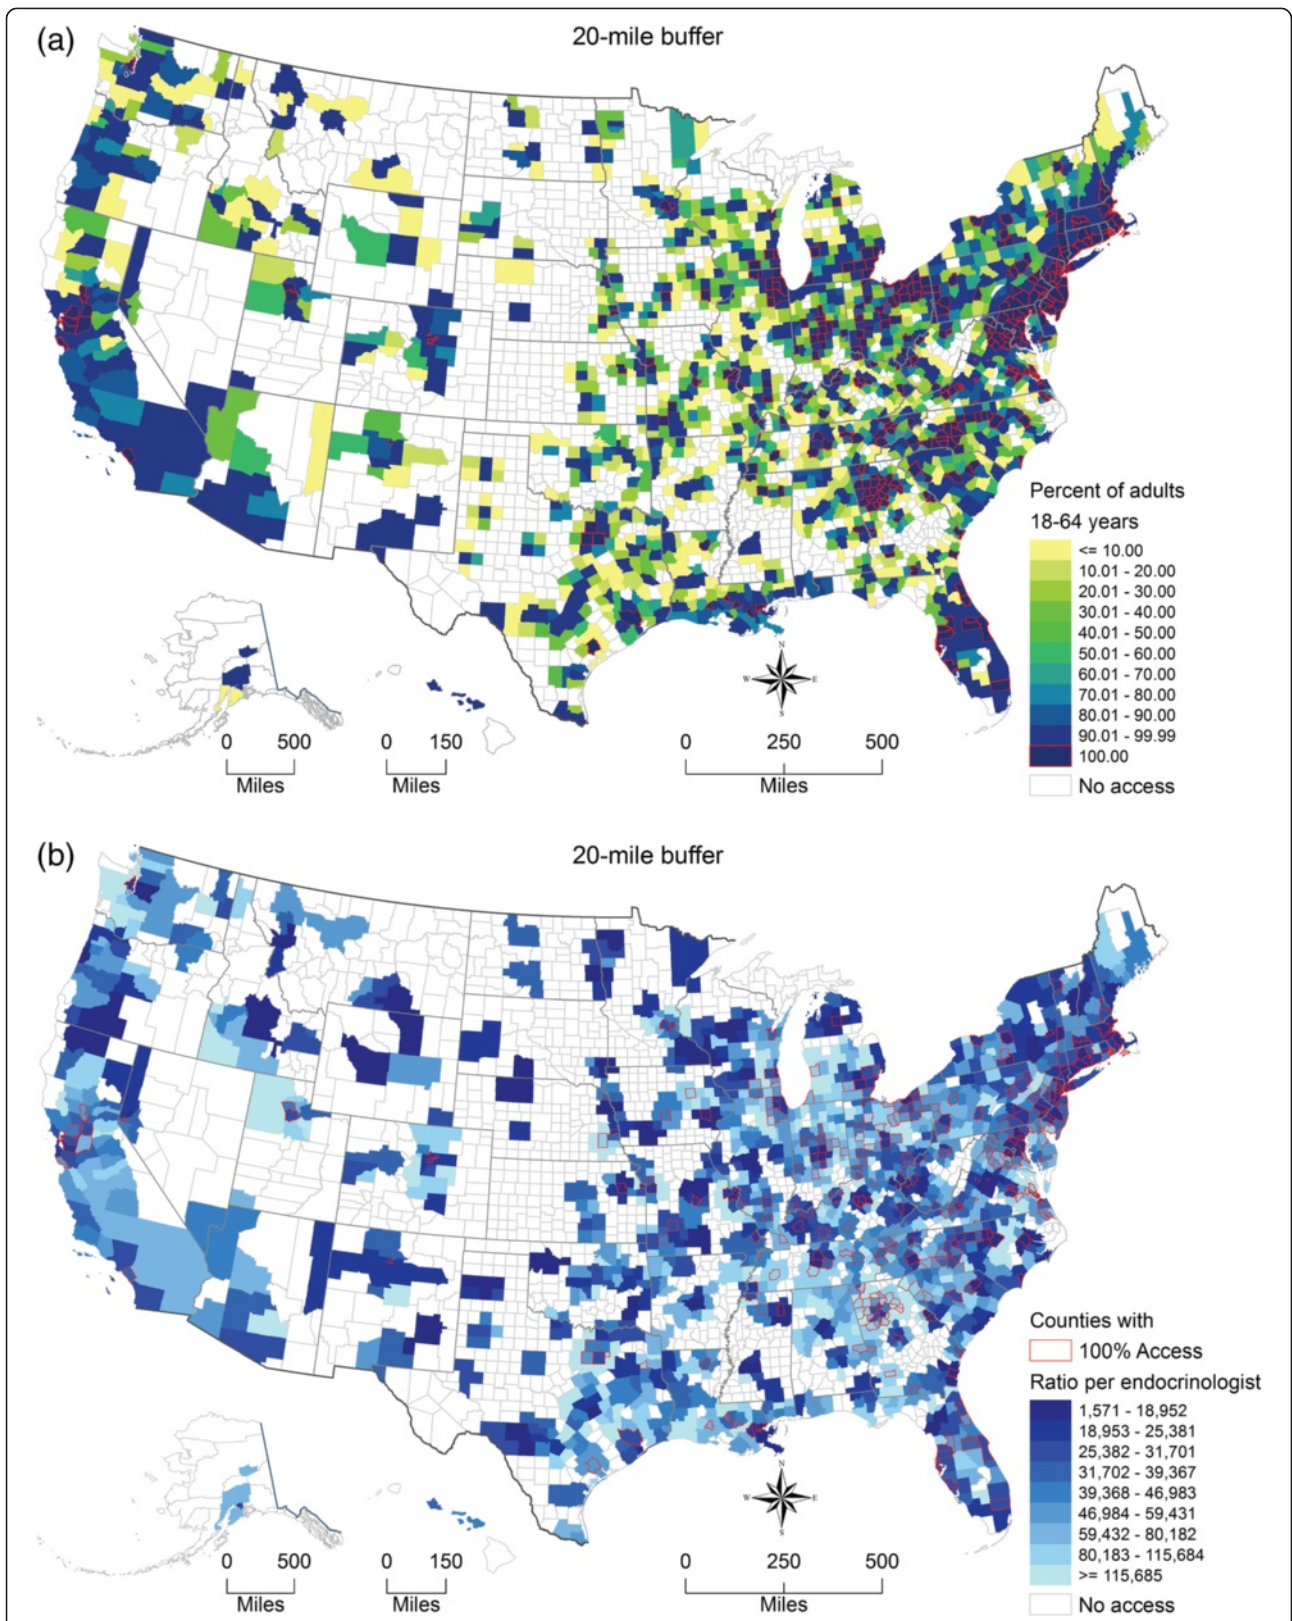 (a)
20-mile buffer
Percent of adults
18-64 years
<= 10.00
10.01 - 20.00
20.01 - 30.00
30.01 - 40.00
40.01 - 50.00
50.01 - 60.00
60.01 - 70.00
70.01 - 80.00
80.01 - 90.00
90.01 - 99.99
100.00
No access
N
W E
S
0 500
Miles
0 150
Miles
0 250 500
Miles
(b)
20-mile buffer
Counties with
100% Access
Ratio per endocrinologist
1,571 - 18,952
18,953 - 25,381
25,382 - 31,701
31,702 - 39,367
39,368 - 46,983
46,984 - 59,431
59,432 - 80,182
80,183 - 115,684
>= 115,685
No access
N
W E
S
0 500
Miles
0 150
Miles
0 250 500
Miles